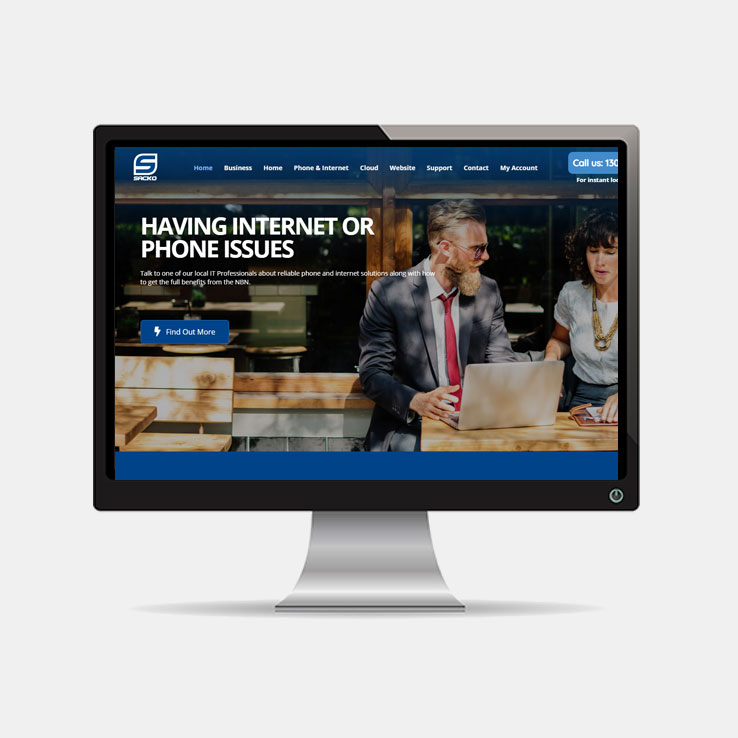 SACKO
Home Business Home Phone & Internet Cloud Website Support Contact My Account
Call us: 130
For instant loc
HAVING INTERNET OR
PHONE ISSUES
Talk to one of our local IT Professionals about reliable phone and internet solutions along with how
to get the full benefits from the NBN.
Find Out More